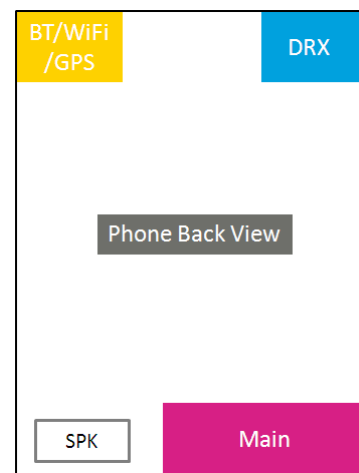 BT/WiFi
/GPS
DRX
Phone Back View
SPK
Main